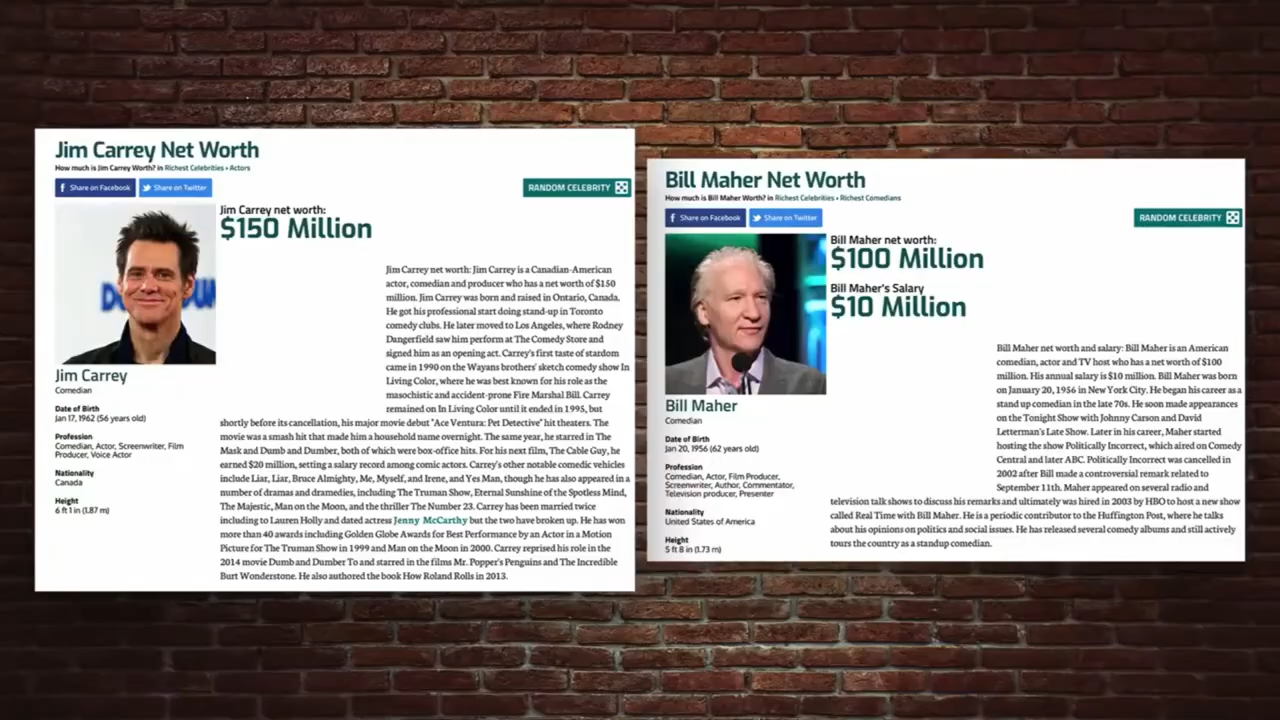 Jim Carrey Net Worth
How much is Jim Carrey Worth? in Richest Celebrities • Actors
Share on Facebook
Share on Twitter
RANDOM CELEBRITY
Jim Carrey net worth:
$150 Million
Jim Carrey net worth: Jim Carrey is a Canadian-American
actor, comedian and producer who has a net worth of $150
million. Jim Carrey was born and raised in Ontario, Canada.
He got his professional start doing stand-up in Toronto
comedy clubs. He later moved to Los Angeles, where Rodney
Dangerfield saw him perform at The Comedy Store and
signed him as an opening act. Carrey's first taste of stardom
came in 1990 on the Wayans brothers' sketch comedy show In
Living Color, where he was best known for his role as the
masochistic and accident-prone Fire Marshal Bill. Carrey
remained on In Living Color until it ended in 1995, but
shortly before its cancellation, his major movie debut "Ace Ventura: Pet Detective" hit theaters. The
movie was a smash hit that made him a household name overnight. The same year, he starred in The
Mask and Dumb and Dumber, both of which were box-office hits. For his next film, The Cable Guy, he
earned $20 million, setting a salary record among comic actors. Carrey's other notable comedic vehicles
include Liar, Liar, Bruce Almighty, Me, Myself, and Irene, and Yes Man, though he has also appeared in a
number of dramas and dramedies, including The Truman Show, Eternal Sunshine of the Spotless Mind,
The Majestic, Man on the Moon, and the thriller The Number 23. Carrey has been married twice
including to Lauren Holly and dated actress Jenny McCarthy but the two have broken up. He has won
more than 40 awards including Golden Globe Awards for Best Performance by an Actor in a Motion
Picture for The Truman Show in 1999 and Man on the Moon in 2000. Carrey reprised his role in the
2014 movie Dumb and Dumber To and starred in the films Mr. Popper's Penguins and The Incredible
Burt Wonderstone. He also authored the book How Roland Rolls in 2013.
Jim Carrey
Comedian
Date of Birth
Jan 17, 1962 (56 years old)
Profession
Comedian, Actor, Screenwriter, Film
Producer, Voice Actor
Nationality
Canada
Height
6 ft 1 in (1.87 m)
Bill Maher Net Worth
How much is Bill Maher Worth? in Richest Celebrities • Richest Comedians
Share on Facebook
Share on Twitter
RANDOM CELEBRITY
Bill Maher net worth:
$100 Million
Bill Maher's Salary
$10 Million
Bill Maher net worth and salary: Bill Maher is an American
comedian, actor and TV host who has a net worth of $100
million. His annual salary is $10 million. Bill Maher was born
on January 20, 1956 in New York City. He began his career as a
stand up comedian in the late 70s. He soon made appearances
on the Tonight Show with Johnny Carson and David
Letterman's Late Show. Later in his career, Maher started
hosting the show Politically Incorrect, which aired on Comedy
Central and later ABC. Politically Incorrect was cancelled in
2002 after Bill made a controversial remark related to
September 11th. Maher appeared on several radio and
television talk shows to discuss his remarks and ultimately was hired in 2003 by HBO to host a new show
called Real Time with Bill Maher. He is a periodic contributor to the Huffington Post, where he talks
about his opinions on politics and social issues. He has released several comedy albums and still actively
tours the country as a standup comedian.
Bill Maher
Comedian
Date of Birth
Jan 20, 1956 (62 years old)
Profession
Comedian, Actor, Film Producer,
Screenwriter, Author, Commentator,
Television producer, Presenter
Nationality
United States of America
Height
5 ft 8 in (1.73 m)